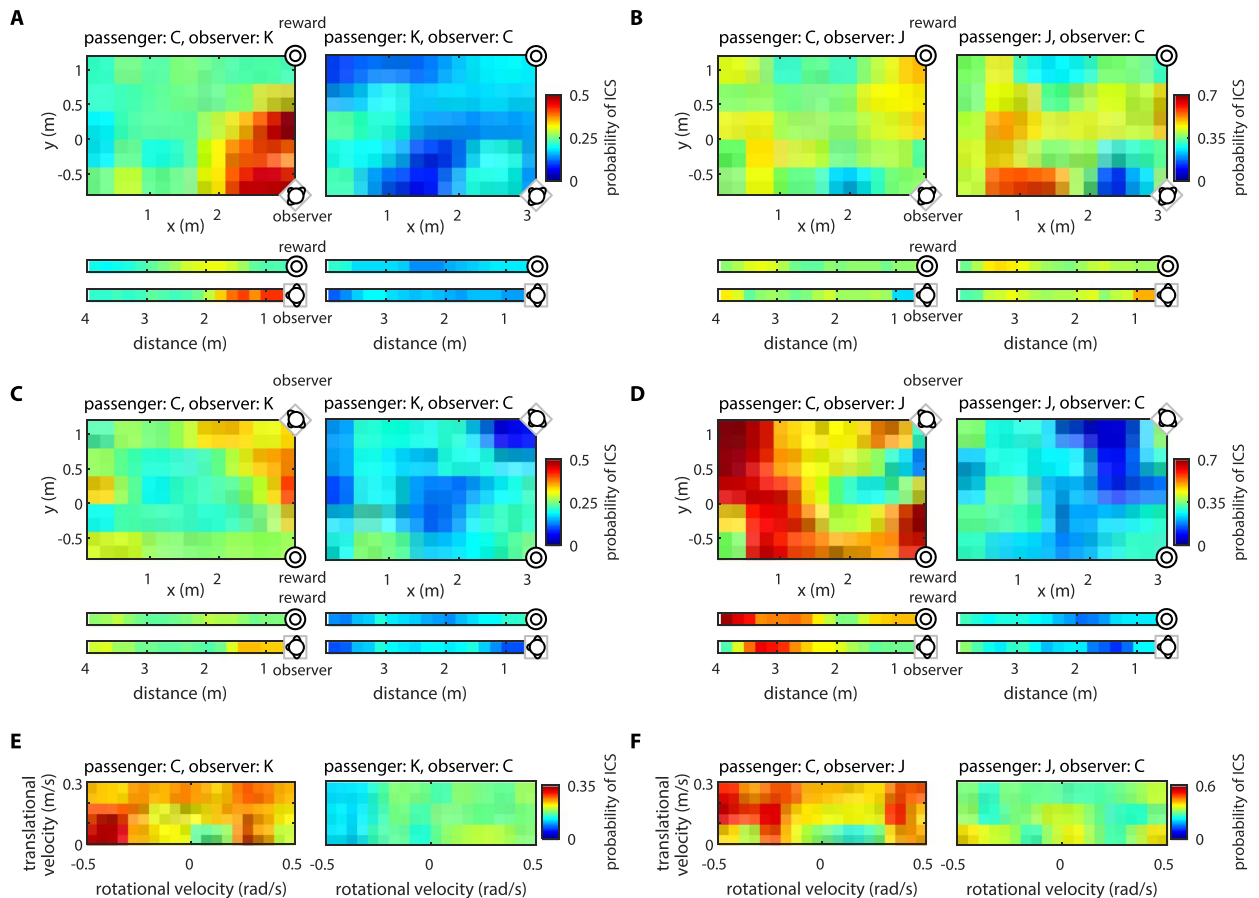 A
reward
passenger: C, observer: K
passenger: K, observer: C
1
0.5
0
-0.5
y (m)
0.5
0.25
0
probability of ICS
1
2
x (m)
observer
1
2
3
x (m)
reward
4
3
2
1
observer
3
2
1
distance (m)
distance (m)
B
reward
passenger: C, observer: J
passenger: J, observer: C
1
0.5
0
-0.5
y (m)
0.7
0.35
0
probability of ICS
1
2
x (m)
observer
1
2
3
x (m)
reward
4
3
2
1
observer
3
2
1
distance (m)
distance (m)
C
observer
passenger: C, observer: K
passenger: K, observer: C
1
0.5
0
-0.5
y (m)
0.5
0.25
0
probability of ICS
1
2
x (m)
reward
1
2
3
x (m)
reward
4
3
2
1
observer
3
2
1
distance (m)
distance (m)
D
observer
passenger: C, observer: J
passenger: J, observer: C
1
0.5
0
-0.5
y (m)
0.7
0.35
0
probability of ICS
1
2
x (m)
reward
1
2
3
x (m)
reward
4
3
2
1
observer
3
2
1
distance (m)
distance (m)
E
passenger: C, observer: K
passenger: K, observer: C
translational
velocity (m/s)
0.3
0
0.35
0
probability of ICS
-0.5
0
0.5
-0.5
0
0.5
rotational velocity (rad/s)
rotational velocity (rad/s)
F
passenger: C, observer: J
passenger: J, observer: C
translational
velocity (m/s)
0.3
0
0.6
0
probability of ICS
-0.5
0
0.5
-0.5
0
0.5
rotational velocity (rad/s)
rotational velocity (rad/s)